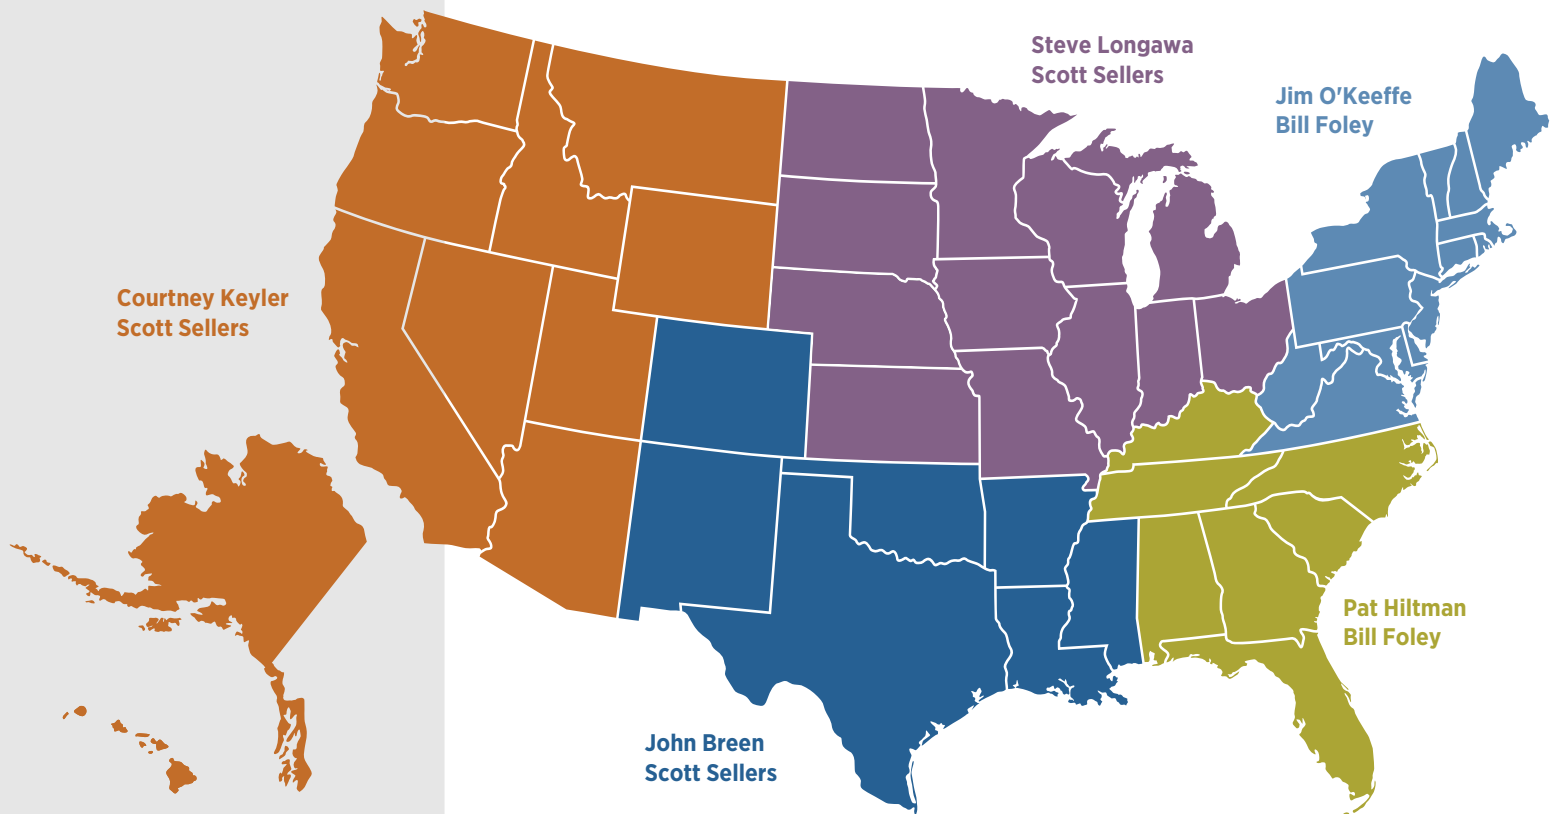 Steve Longawa
Scott Sellers
Jim O'Keeffe
Bill Foley
Courtney Keyler
Scott Sellers
Pat Hiltman
Bill Foley
John Breen
Scott Sellers